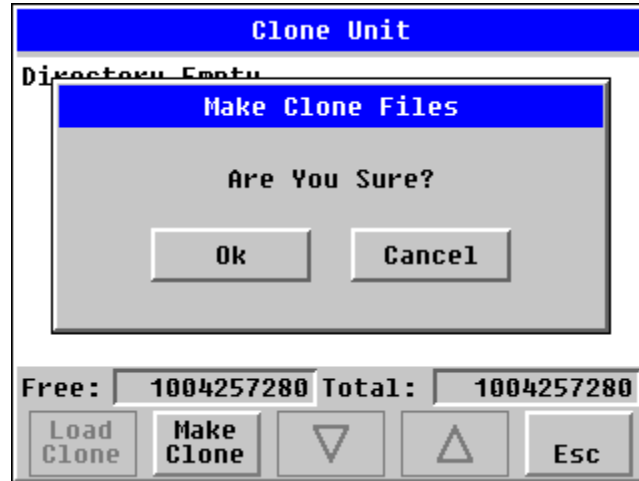 Clone Unit
Directory Empty
Make Clone Files
Are You Sure?
Ok Cancel
Free: 1004257280 Total: 1004257280
Load Clone
Make Clone
Esc